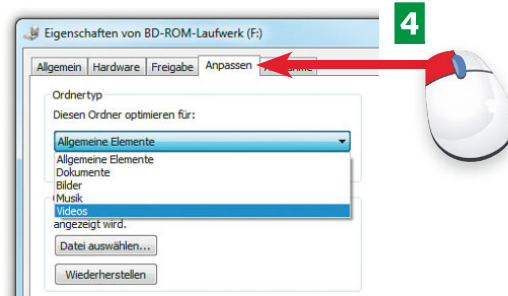 Eigenschaften von BD-ROM-Laufwerk (F:)
4
Allgemein Hardware Freigabe Anpassen
Ordnertyp
Diesen Ordner optimieren für:
Allgemeine Elemente
Allgemeine Elemente
Dokumente
Bilder
Musik
Videos
angezeigt wird.
Datei auswählen...
Wiederherstellen